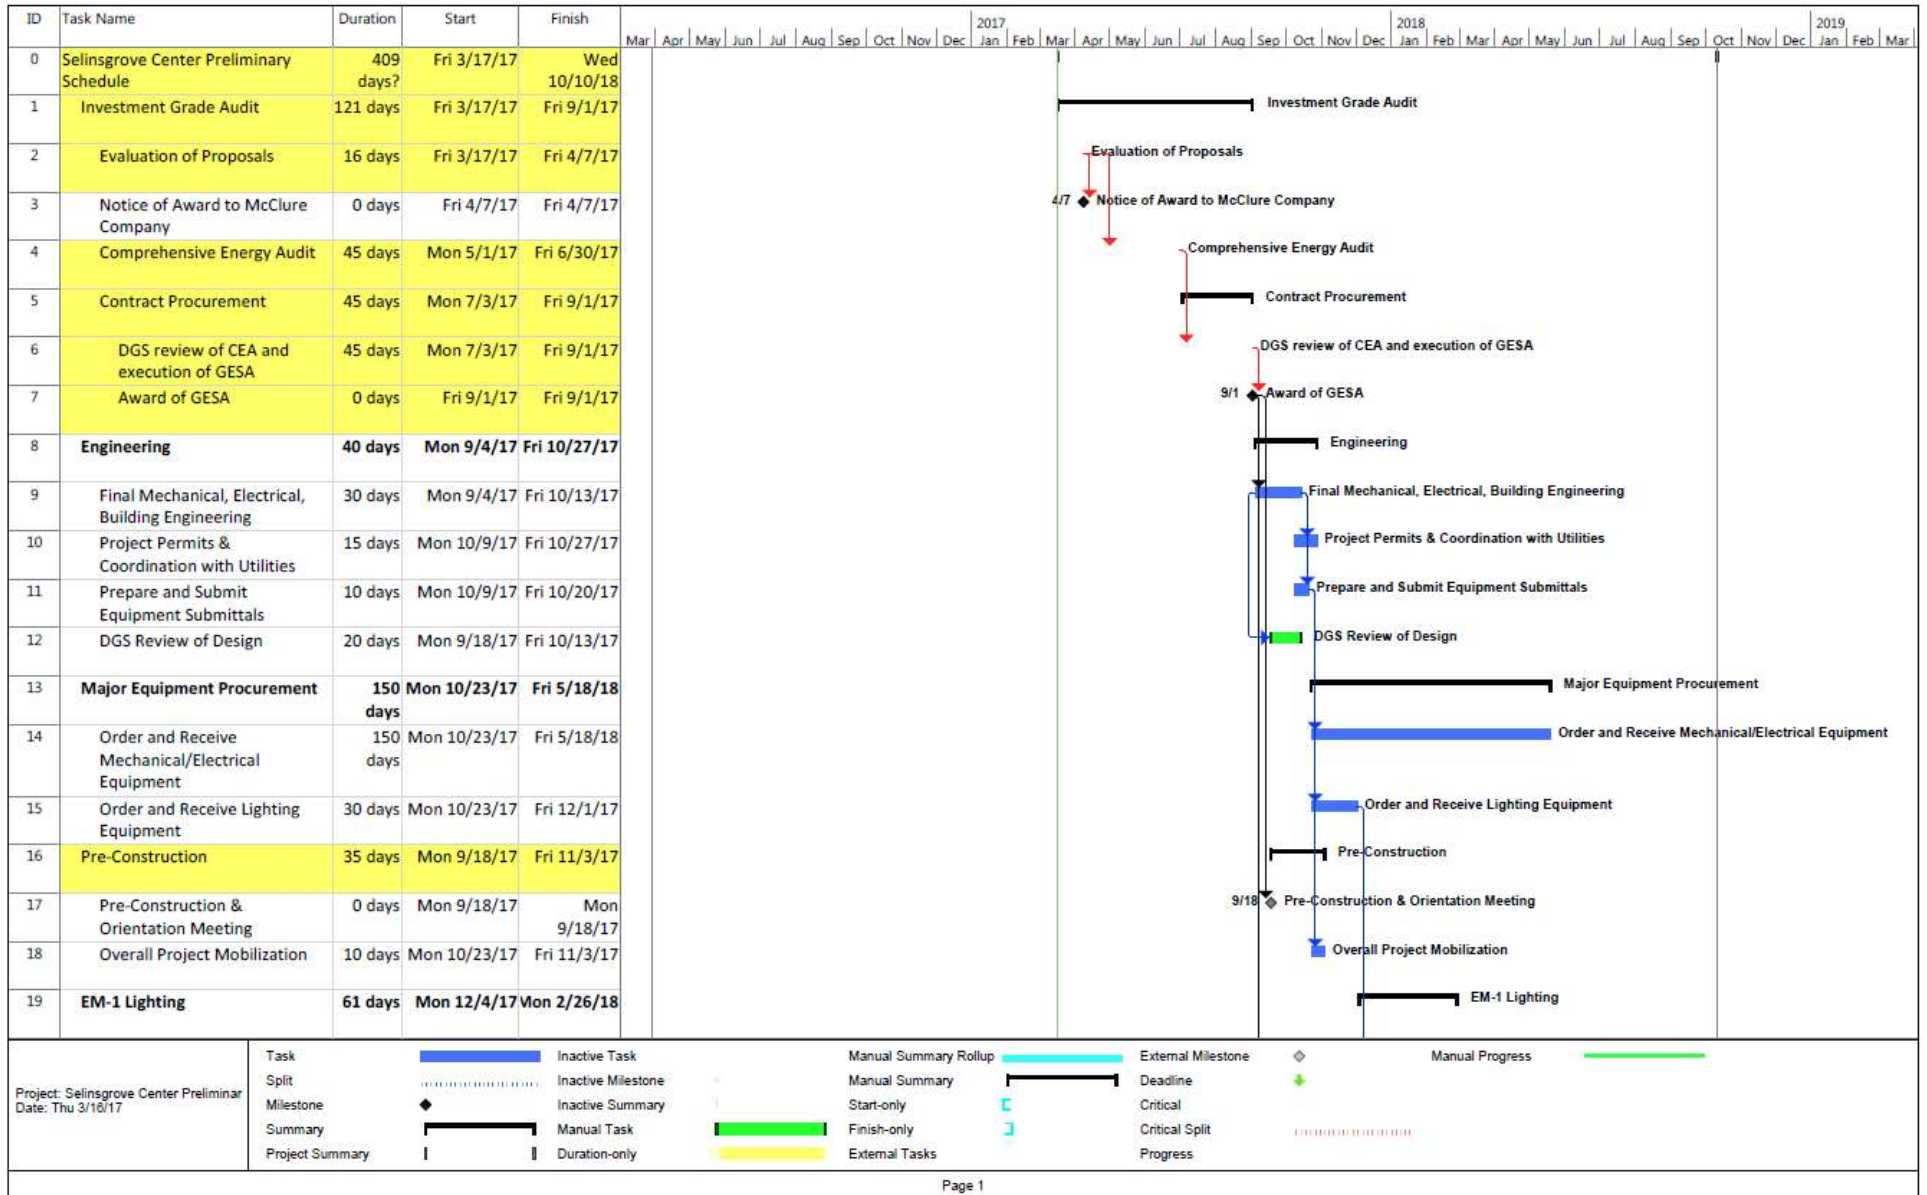 ID Task Name Duration Start Finish
2017 2018 2019
Mar Apr May Jun Jul Aug Sep Oct Nov Dec Jan Feb Mar Apr May Jun Jul Aug Sep Oct Nov Dec Jan Feb Mar Apr May Jun Jul Aug Sep Oct Nov Dec Jan Feb Mar
0 Selinsgrove Center Preliminary 409 Fri 3/17/17 Wed
Schedule days? 10/10/18
1 Investment Grade Audit 121 days Fri 3/17/17 Fri 9/1/17 Investment Grade Audit
2 Evaluation of Proposals 16 days Fri 3/17/17 Fri 4/7/17 Evaluation of Proposals
3 Notice of Award to McClure 0 days Fri 4/7/17 Fri 4/7/17 4/7 Notice of Award to McClure Company
Company
4 Comprehensive Energy Audit 45 days Mon 5/1/17 Fri 6/30/17 Comprehensive Energy Audit
5 Contract Procurement 45 days Mon 7/3/17 Fri 9/1/17 Contract Procurement
6 DGS review of CEA and 45 days Mon 7/3/17 Fri 9/1/17 DGS review of CEA and execution of GESA
execution of GESA
7 Award of GESA 0 days Fri 9/1/17 Fri 9/1/17 9/1 Award of GESA
8 Engineering 40 days Mon 9/4/17 Fri 10/27/17 Engineering
9 Final Mechanical, Electrical, 30 days Mon 9/4/17 Fri 10/13/17 Final Mechanical, Electrical, Building Engineering
Building Engineering
10 Project Permits & 15 days Mon 10/9/17 Fri 10/27/17 Project Permits & Coordination with Utilities
Coordination with Utilities
11 Prepare and Submit 10 days Mon 10/9/17 Fri 10/20/17 Prepare and Submit Equipment Submittals
Equipment Submittals
12 DGS Review of Design 20 days Mon 9/18/17 Fri 10/13/17 DGS Review of Design
13 Major Equipment Procurement 150 Mon 10/23/17 Fri 5/18/18 Major Equipment Procurement
days
14 Order and Receive 150 Mon 10/23/17 Fri 5/18/18 Order and Receive Mechanical/Electrical Equipment
Mechanical/Electrical days
Equipment
15 Order and Receive Lighting 30 days Mon 10/23/17 Fri 12/1/17 Order and Receive Lighting Equipment
Equipment
16 Pre-Construction 35 days Mon 9/18/17 Fri 11/3/17 Pre-Construction
17 Pre-Construction & 0 days Mon 9/18/17 Mon 9/18 Pre-Construction & Orientation Meeting
Orientation Meeting 9/18/17
18 Overall Project Mobilization 10 days Mon 10/23/17 Fri 11/3/17 Overall Project Mobilization
19 EM-1 Lighting 61 days Mon 12/4/17 Mon 2/26/18 EM-1 Lighting
Project: Selinsgrove Center Preliminar
Date: Thu 3/16/17
Task Inactive Task Manual Summary Rollup External Milestone Manual Progress
Split Inactive Milestone Manual Summary Deadline
Milestone Inactive Summary Start-only Critical
Summary Manual Task Finish-only Critical Split
Project Summary Duration-only External Tasks Progress
Page 1